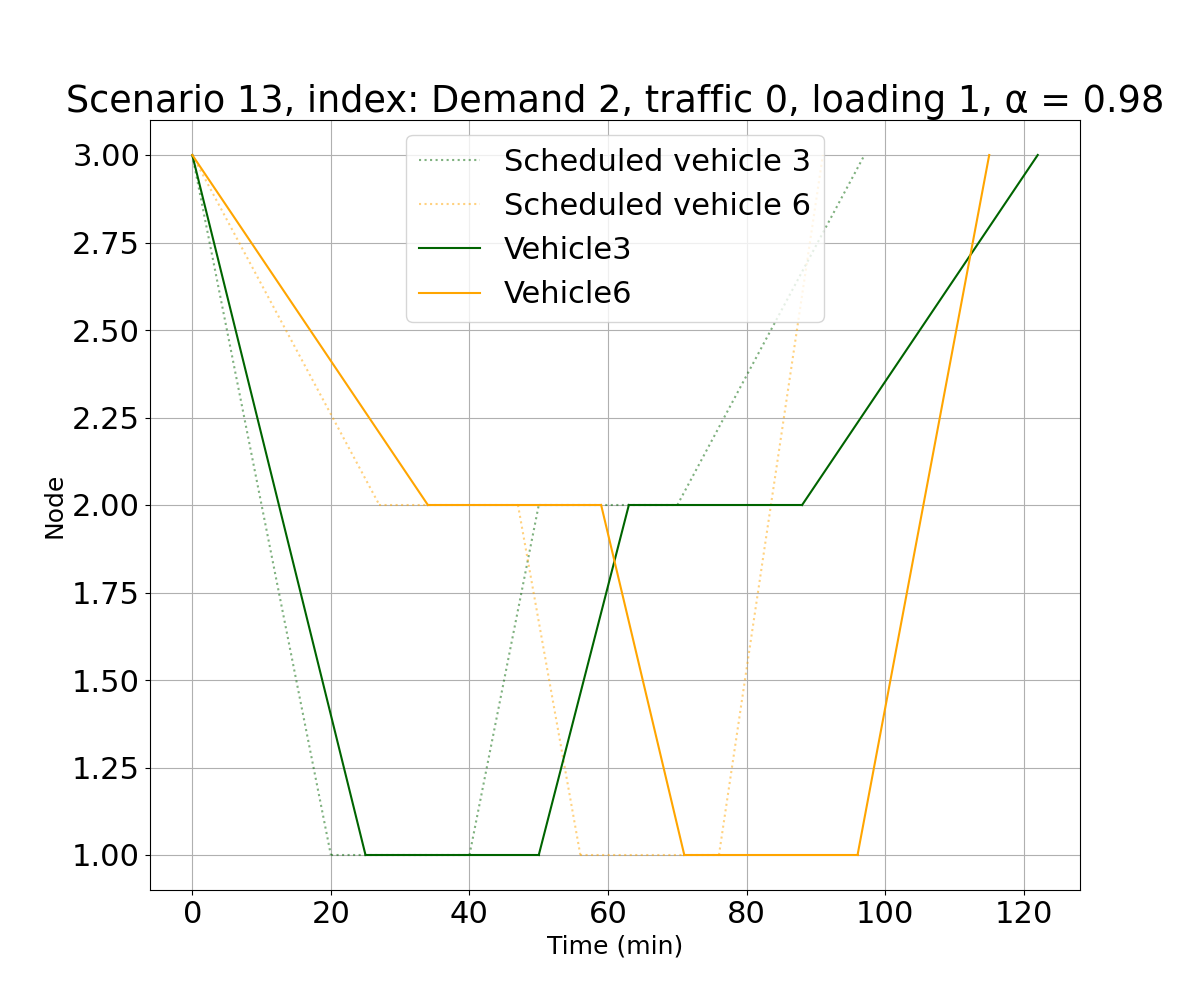 Scenario 13, index: Demand 2, traffic 0, loading 1, α = 0.98
Scheduled vehicle 3
Scheduled vehicle 6
Vehicle3
Vehicle6
3.00
2.75
2.50
2.25
2.00
1.75
1.50
1.25
1.00
Node
0 20 40 60 80 100 120
Time (min)